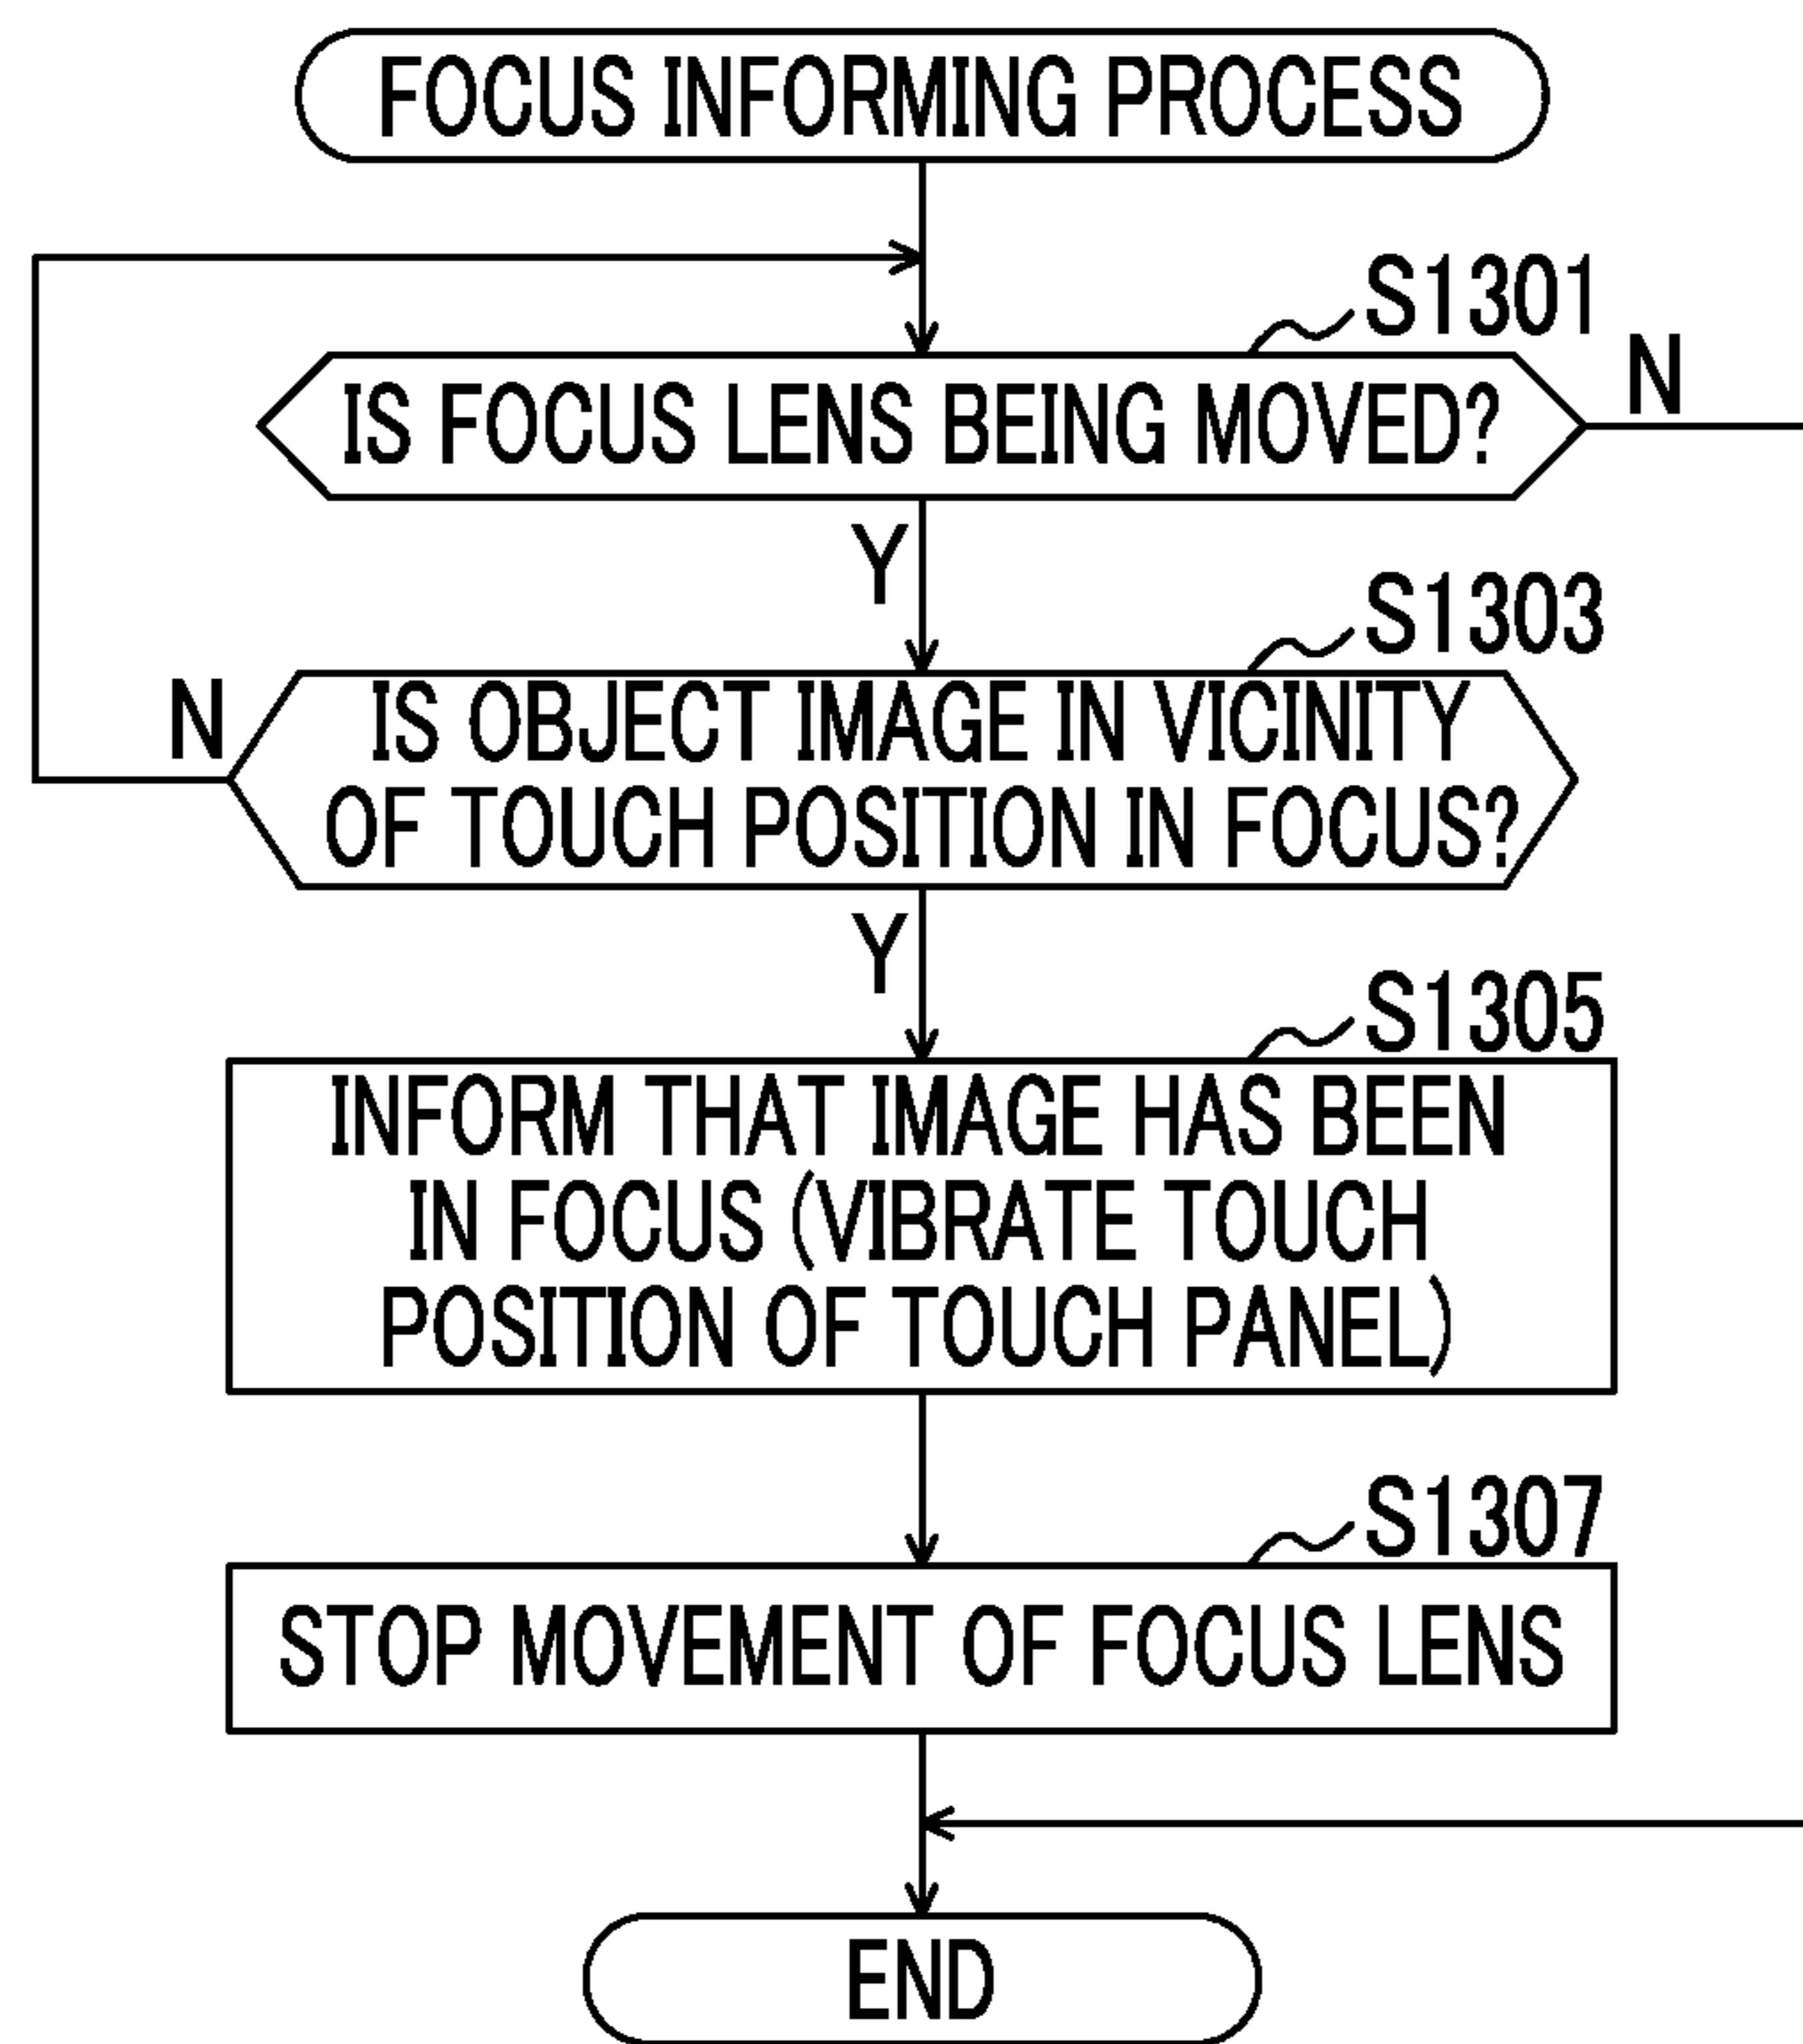 FOCUS INFORMING PROCESS
S1301
IS FOCUS LENS BEING MOVED?
N
Y
S1303
N
IS OBJECT IMAGE IN VICINITY
OF TOUCH POSITION IN FOCUS?
Y
S1305
INFORM THAT IMAGE HAS BEEN
IN FOCUS (VIBRATE TOUCH
POSITION OF TOUCH PANEL)
S1307
STOP MOVEMENT OF FOCUS LENS
END